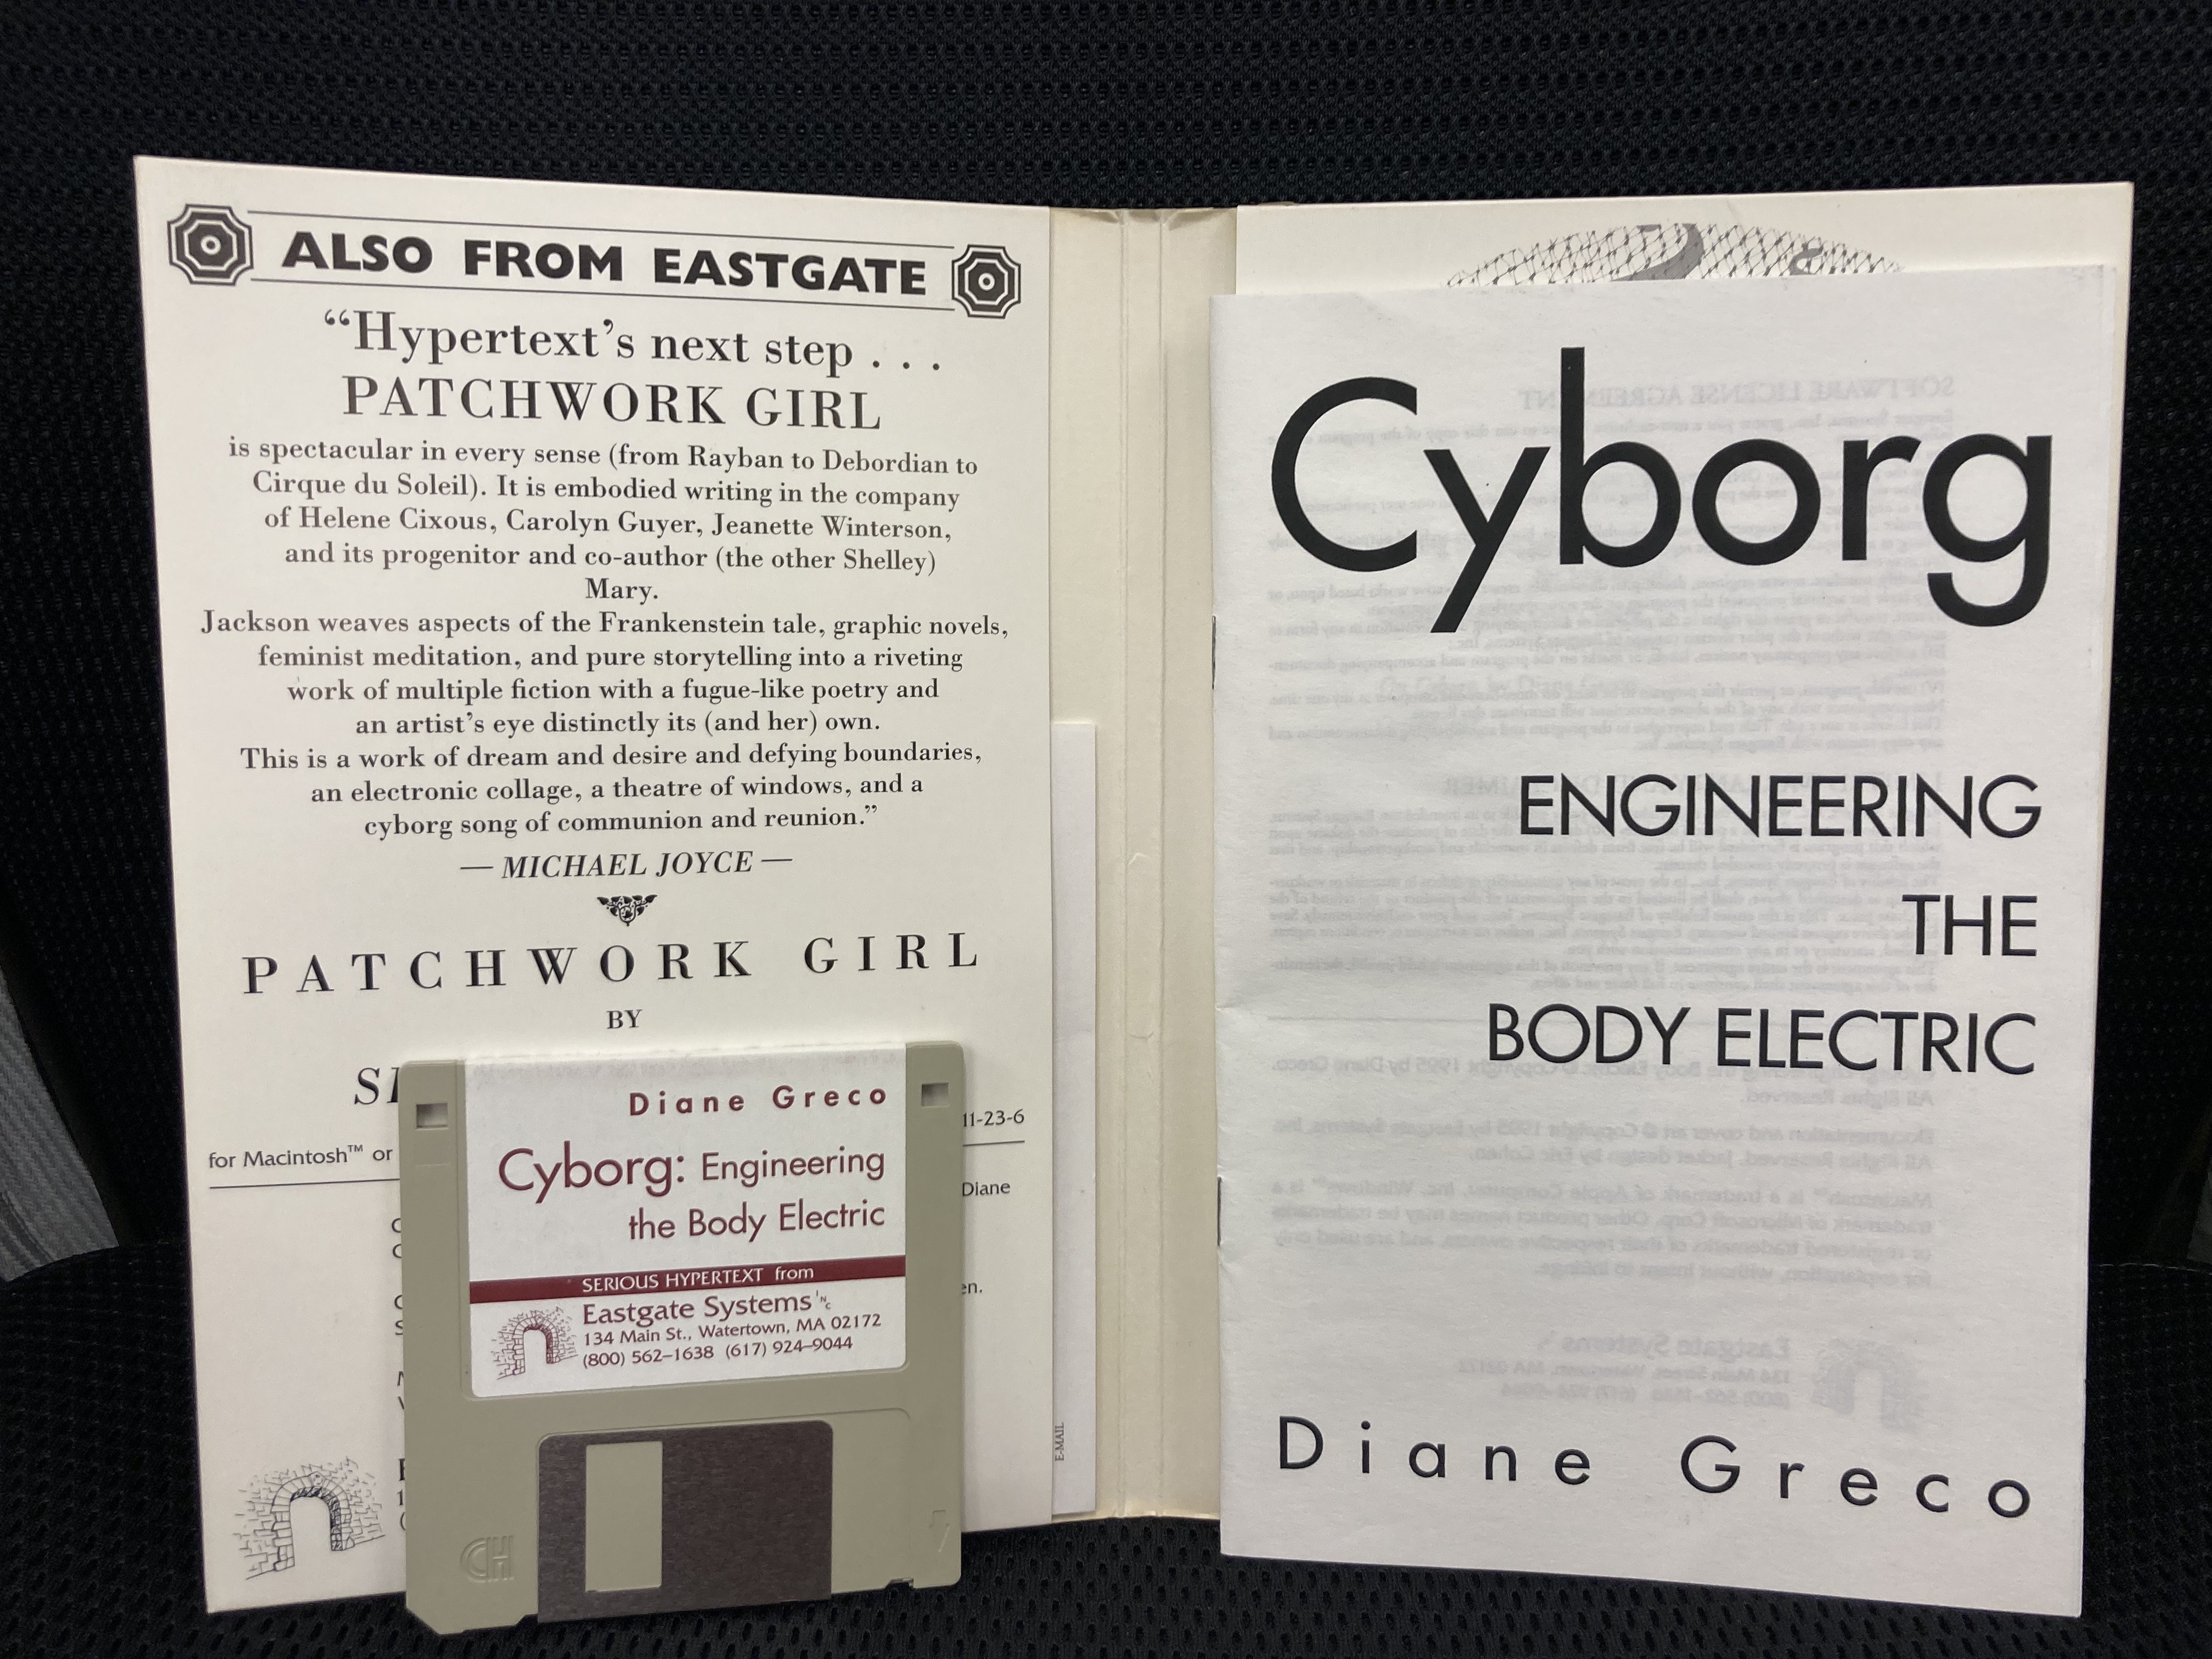 ALSO FROM EASTGATE
“Hypertext’s next step . . .
PATCHWORK GIRL
is spectacular in every sense (from Rayban to Debordian to
Cirque du Soleil). It is embodied writing in the company
of Helene Cixous, Carolyn Guyer, Jeanette Winterson,
and its progenitor and co-author (the other Shelley)
Mary.
Jackson weaves aspects of the Frankenstein tale, graphic novels,
feminist meditation, and pure storytelling into a riveting
work of multiple fiction with a fugue-like poetry and
an artist’s eye distinctly its (and her) own.
This is a work of dream and desire and defying boundaries,
an electronic collage, a theatre of windows, and a
cyborg song of communion and reunion.”
— MICHAEL JOYCE —
PATCHWORK GIRL
BY
11-23-6
for Macintosh™ or
Diane
en.
Diane Greco
Cyborg: Engineering
the Body Electric
SERIOUS HYPERTEXT from
Eastgate Systems Inc
134 Main St., Watertown, MA 02172
(800) 562–1638 (617) 924–9044
E-MAIL
Cyborg
ENGINEERING
THE
BODY ELECTRIC
Diane Greco